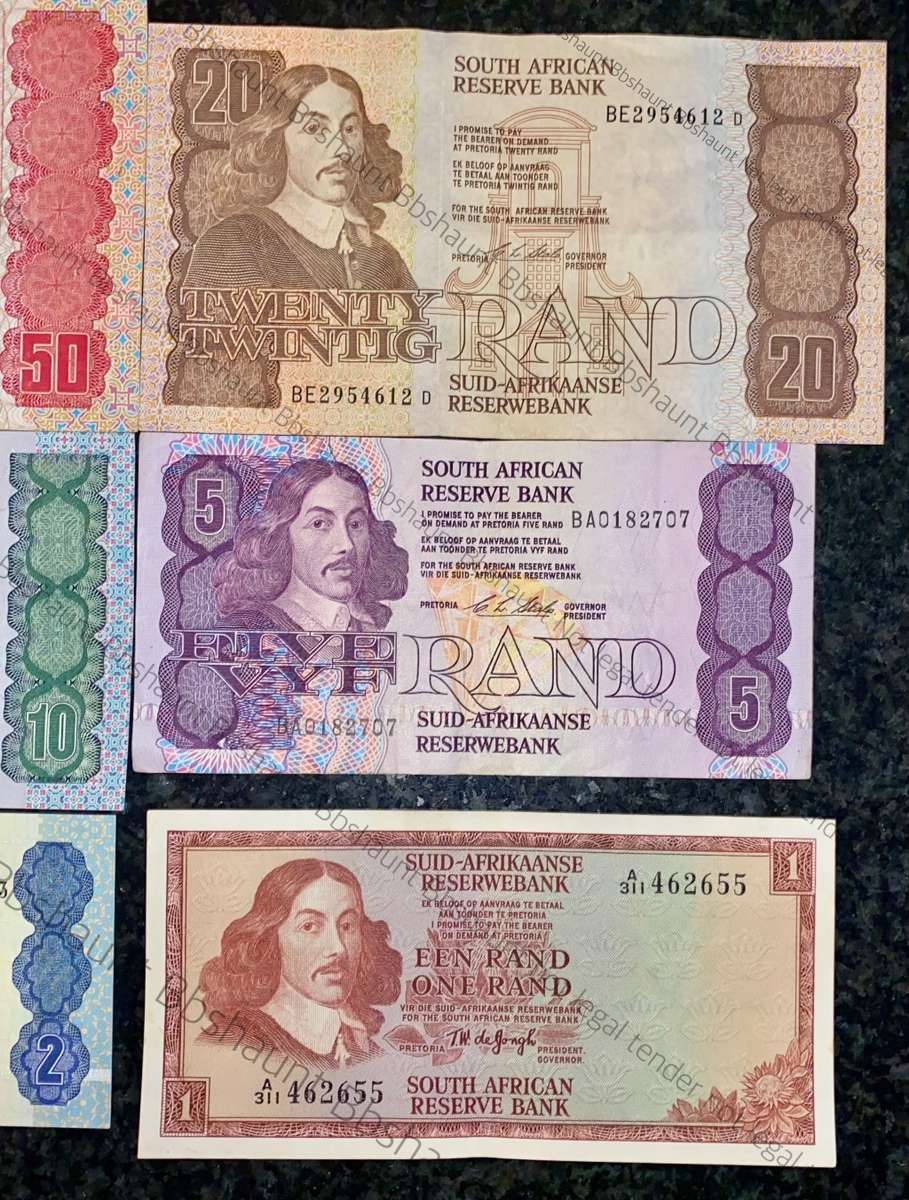 50
20
SOUTH AFRICAN
RESERVE BANK
BE2954612 D
I PROMISE TO PAY
THE BEARER ON DEMAND
AT PRETORIA TWENTY RAND
EK BELOOF OP AANVRAAG
TE BETAAL AAN TOONDER
TE PRETORIA TWINTIG RAND
FOR THE SOUTH AFRICAN RESERVE BANK
VIR DIE SUID-AFRIKAANSE RESERWEBANK
PRETORIA
GOVERNOR
PRESIDENT
TWENTY
TWINTIG
RAND
20
BE2954612 D
SUID-AFRIKAANSE
RESERWEBANK
10
5
SOUTH AFRICAN
RESERVE BANK
I PROMISE TO PAY THE BEARER
ON DEMAND AT PRETORIA FIVE RAND
BA0182707
EK BELOOF OP AANVRAAG TE BETAAL
AAN TOONDER TE PRETORIA VYF RAND
FOR THE SOUTH AFRICAN RESERVE BANK
VIR DIE SUID-AFRIKAANSE RESERWEBANK
PRETORIA
GOVERNOR
PRESIDENT
FIVE
VYF
RAND
5
BA0182707
SUID-AFRIKAANSE
RESERWEBANK
2
SUID-AFRIKAANSE
RESERWEBANK
A
311 462655
1
EK BELOOF OP AANVRAAG TE BETAAL
AAN TOONDER TE PRETORIA
I PROMISE TO PAY THE BEARER
ON DEMAND AT PRETORIA
EEN RAND
ONE RAND
VIR DIE SUID-AFRIKAANSE RESERWEBANK
FOR THE SOUTH AFRICAN RESERVE BANK
T.W. de Jongh
PRETORIA
PRESIDENT.
GOVERNOR.
1
A
311 462655
SOUTH AFRICAN
RESERVE BANK
Bbshaunt Not legal tender